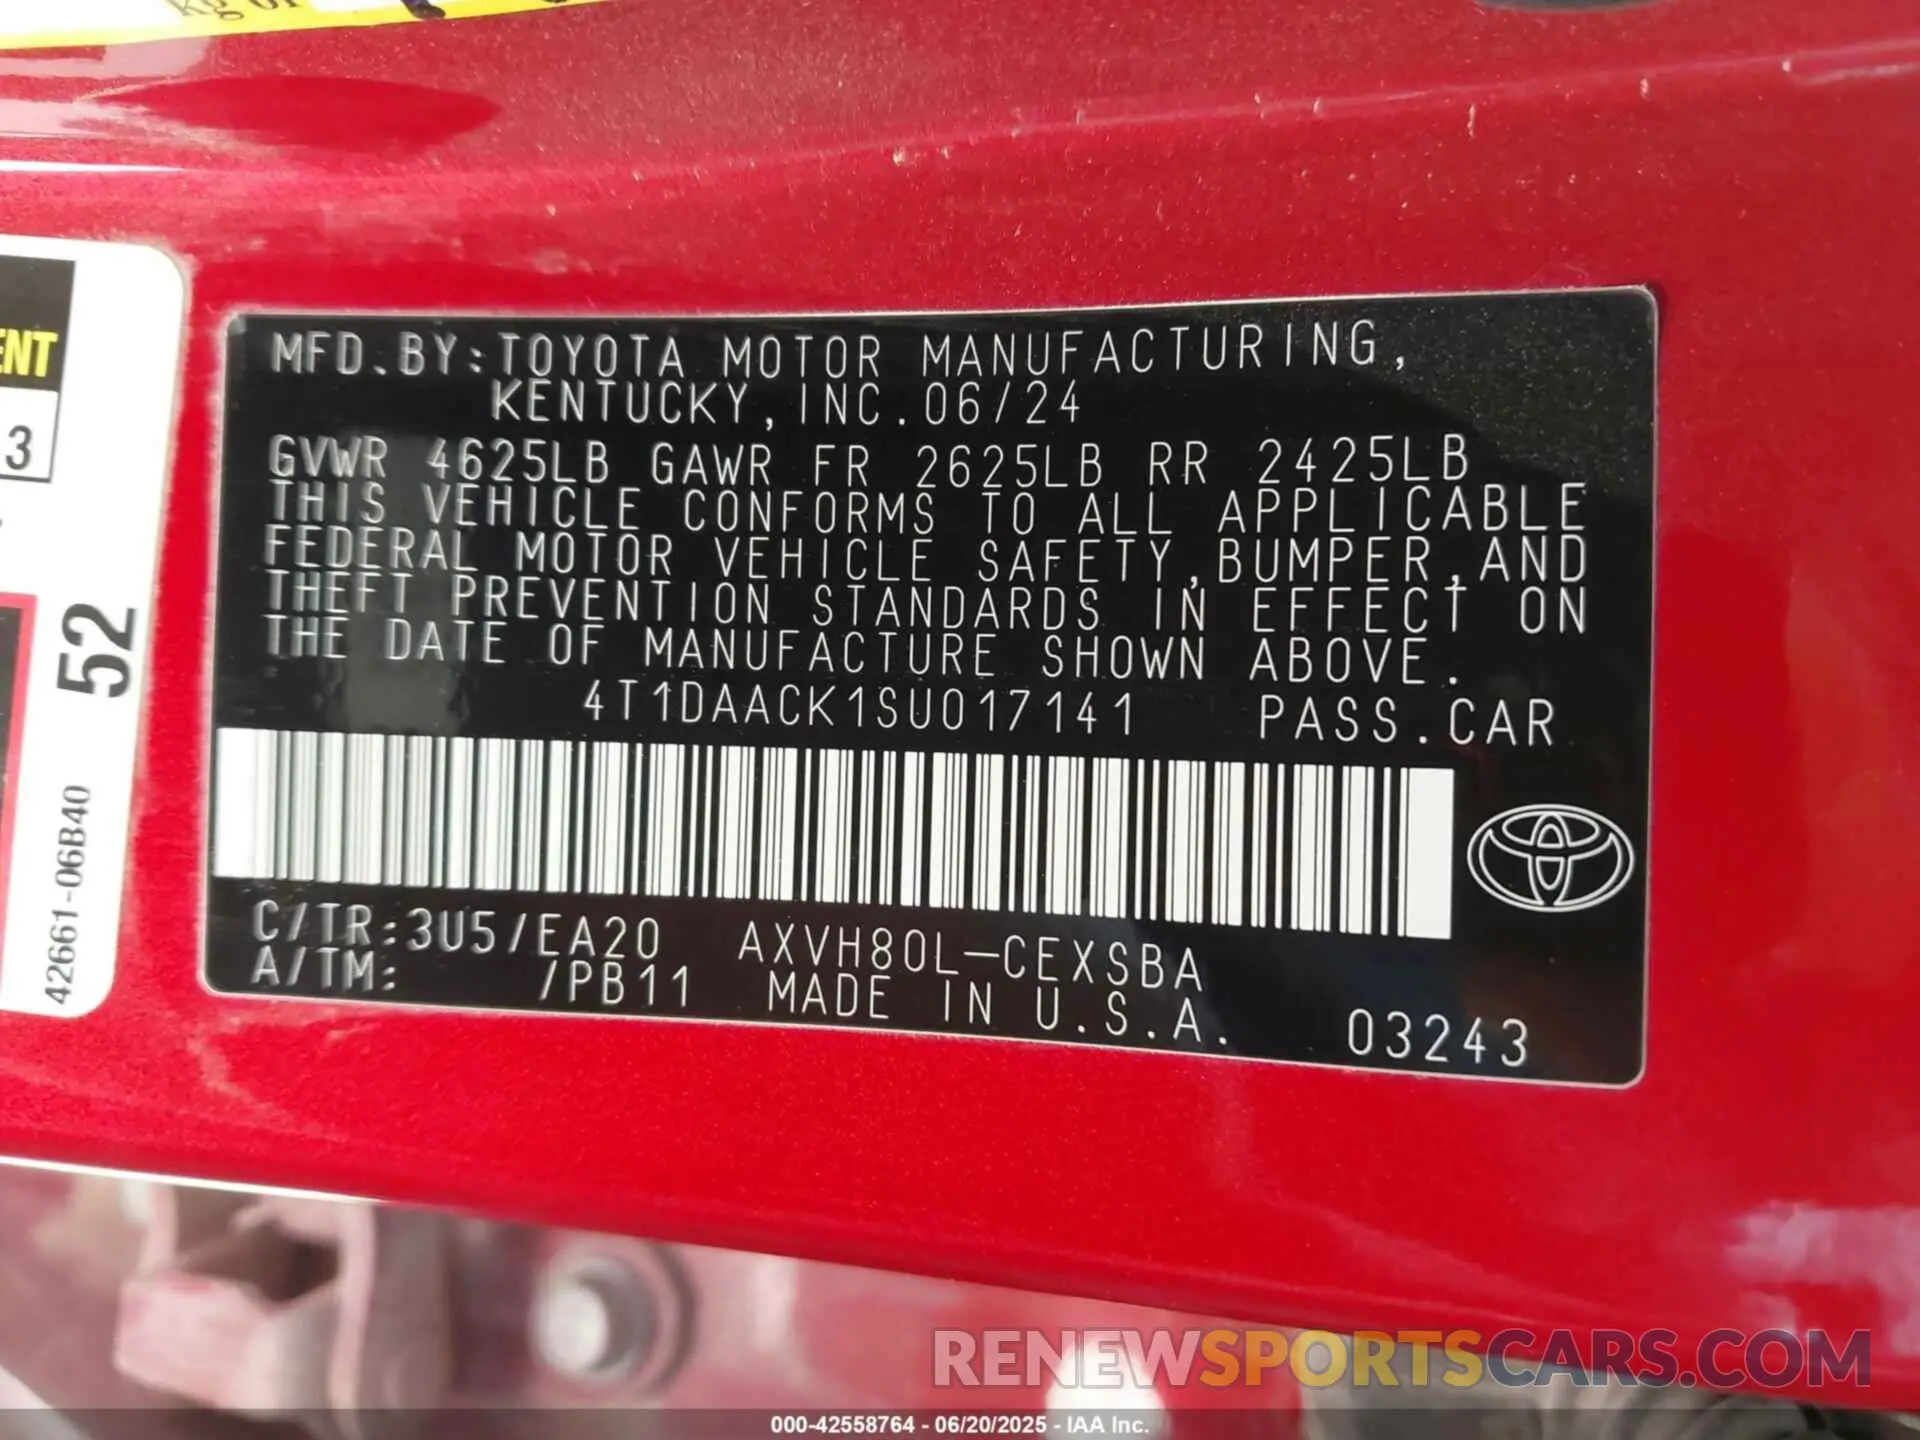 kg or
ENT
3
52
42661-06B40
MFD.BY:TOYOTA MOTOR MANUFACTURING,
KENTUCKY,INC.06/24
GVWR 4625LB GAWR FR 2625LB RR 2425LB
THIS VEHICLE CONFORMS TO ALL APPLICABLE
FEDERAL MOTOR VEHICLE SAFETY,BUMPER,AND
THEFT PREVENTION STANDARDS IN EFFECT ON
THE DATE OF MANUFACTURE SHOWN ABOVE.
4T1DAACK1SU017141 PASS.CAR
C/TR:3U5/EA20 AXVH80L-CEXSBA
A/TM: /PB11 MADE IN U.S.A. 03243
RENEWSPORTSCARS.COM
000-42558764 - 06/20/2025 - IAA Inc.